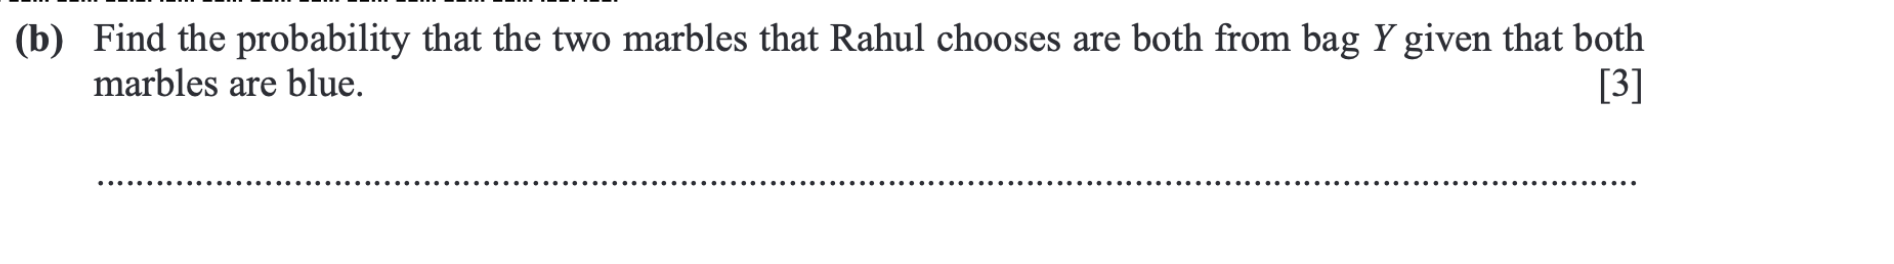 (b) Find the probability that the two marbles that Rahul chooses are both from bag Y given that both
marbles are blue. [3]